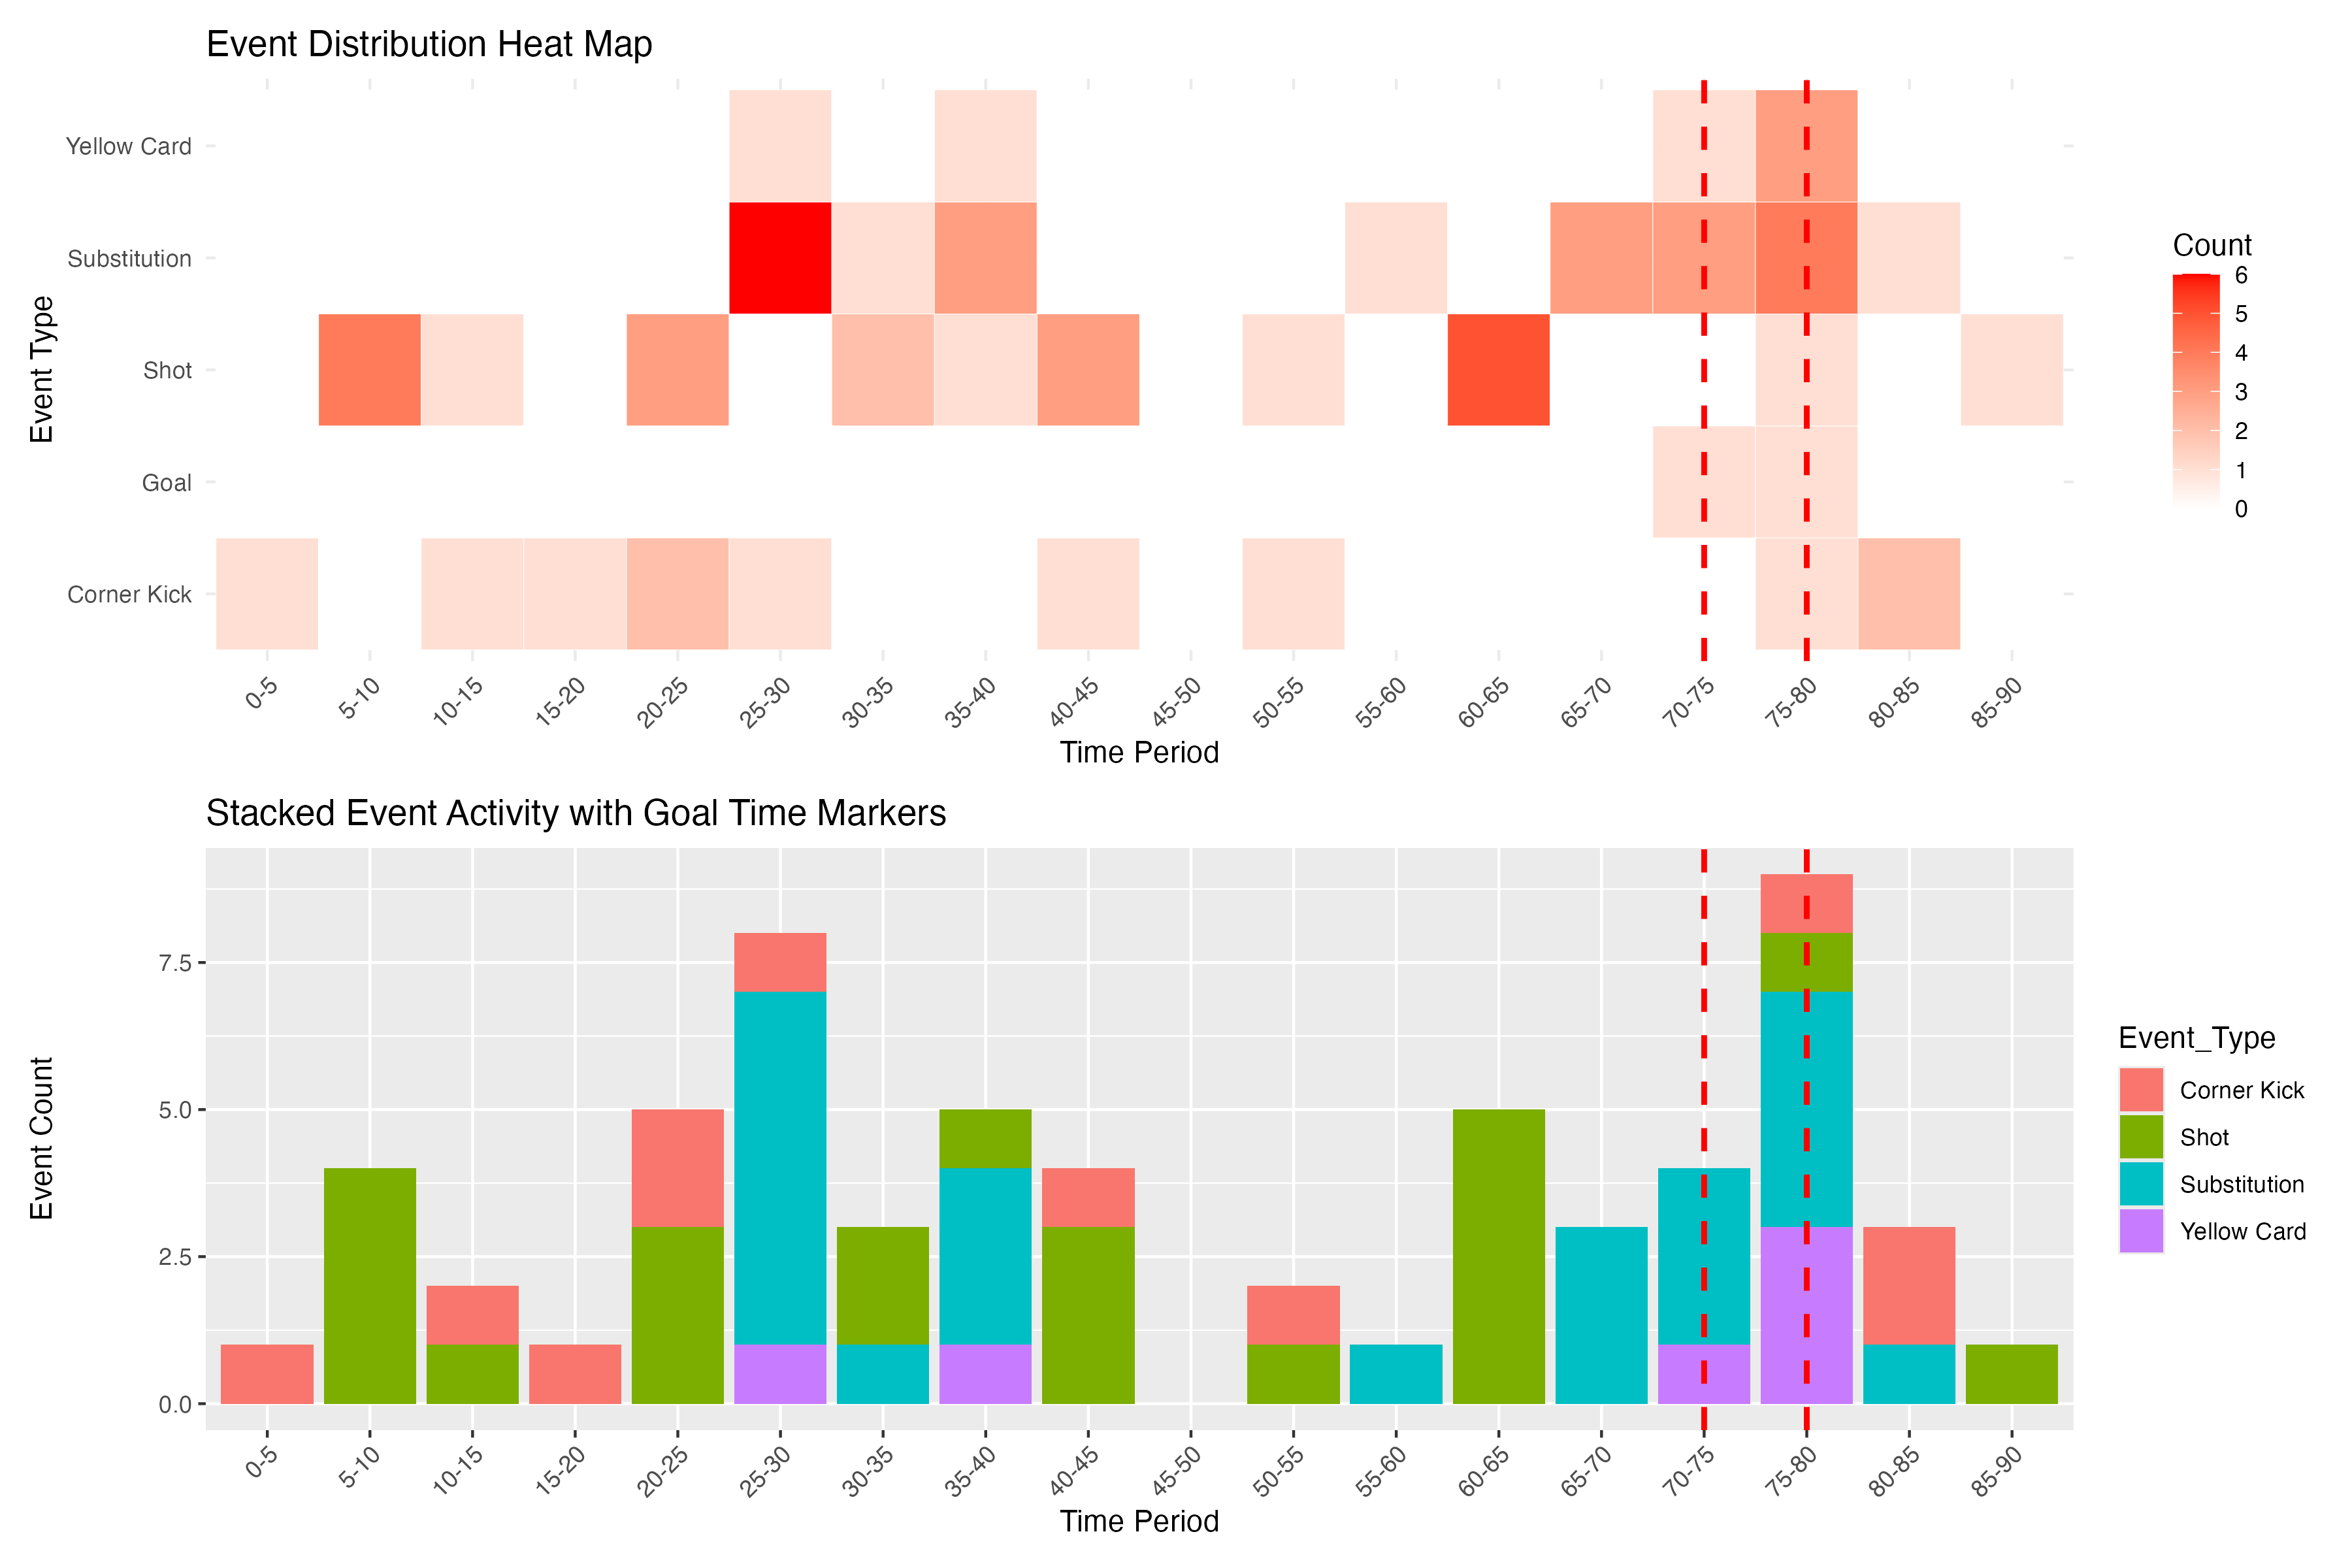 Event Distribution Heat Map
Event Type
Yellow Card
Substitution
Shot
Goal
Corner Kick
0-5
5-10
10-15
15-20
20-25
25-30
30-35
35-40
40-45
45-50
50-55
55-60
60-65
65-70
70-75
75-80
80-85
85-90
Time Period
Count
6
5
4
3
2
1
0
Stacked Event Activity with Goal Time Markers
Event Count
7.5
5.0
2.5
0.0
0-5
5-10
10-15
15-20
20-25
25-30
30-35
35-40
40-45
45-50
50-55
55-60
60-65
65-70
70-75
75-80
80-85
85-90
Time Period
Event_Type
Corner Kick
Shot
Substitution
Yellow Card